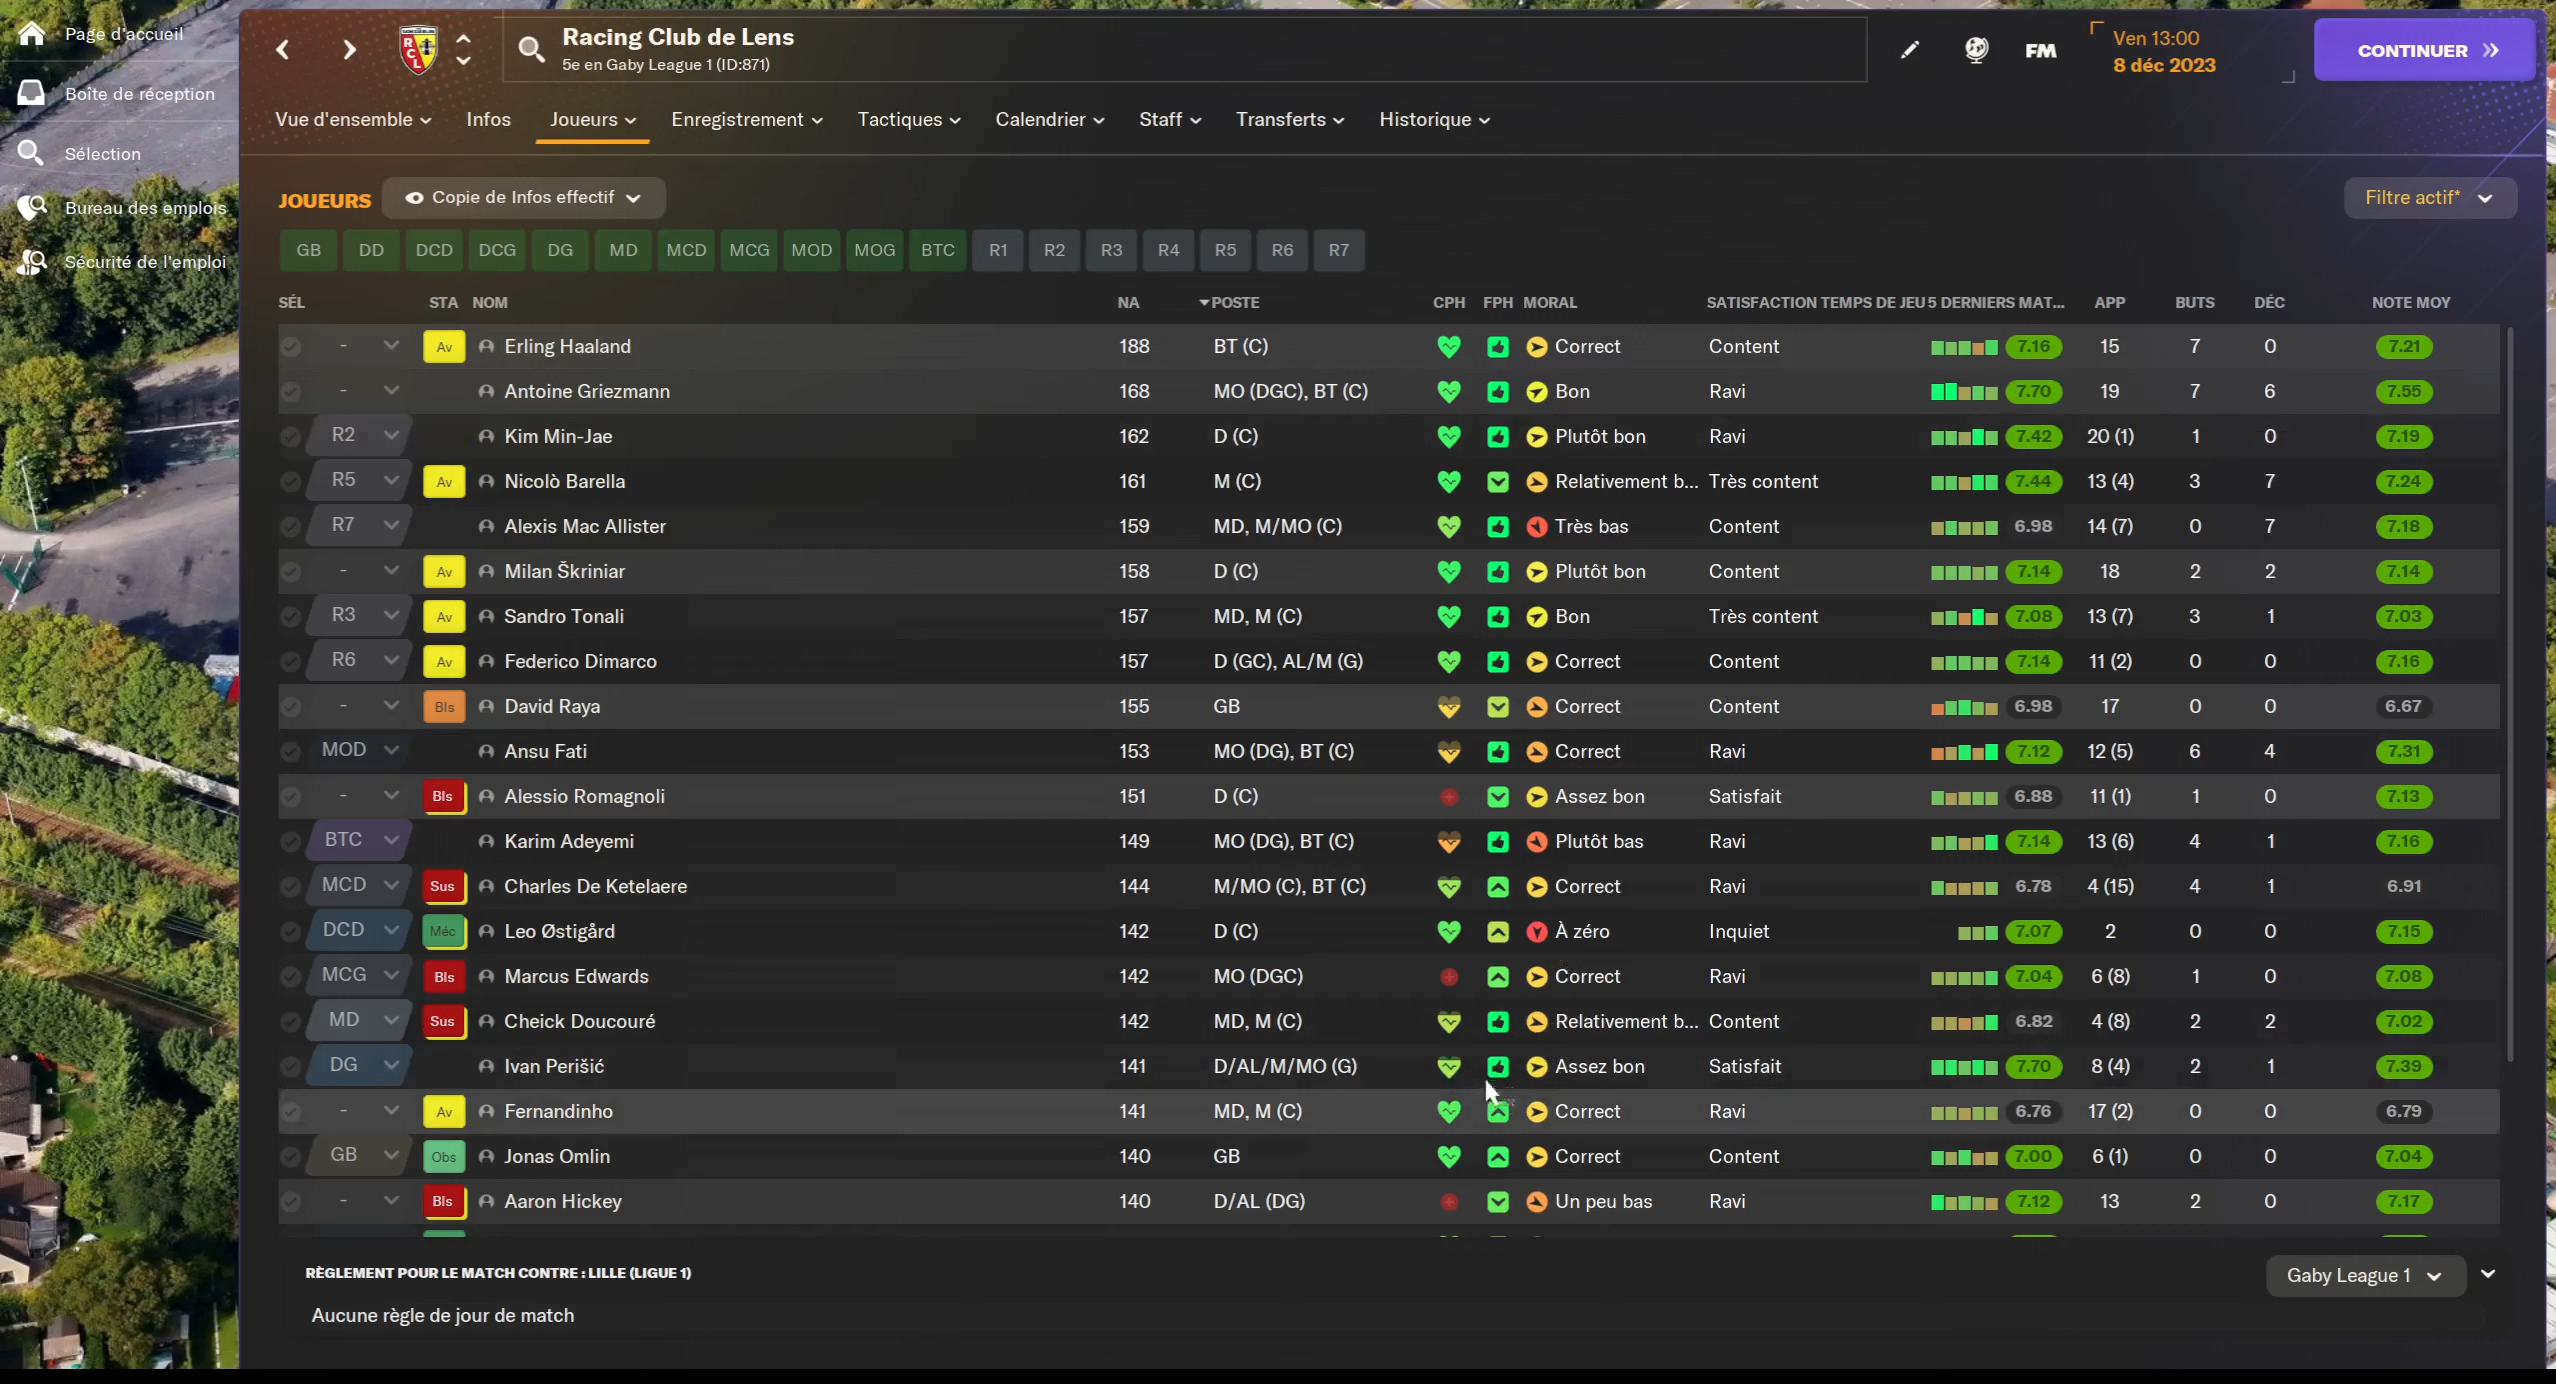 Page d'accueil
Boîte de réception
Sélection
Bureau des emplois
Sécurité de l'emploi
RCL
Racing Club de Lens
5e en Gaby League 1 (ID:871)
FM
Ven 13:00
8 déc 2023
CONTINUER
Vue d'ensemble Infos Joueurs Enregistrement Tactiques Calendrier Staff Transferts Historique
JOUEURS Copie de Infos effectif Filtre actif*
GB DD DCD DCG DG MD MCD MCG MOD MOG BTC R1 R2 R3 R4 R5 R6 R7
SÉL STA NOM NA POSTE CPH FPH MORAL SATISFACTION TEMPS DE JEU 5 DERNIERS MAT... APP BUTS DÉC NOTE MOY
- Av Erling Haaland 188 BT (C) Correct Content 7.16 15 7 0 7.21
- Antoine Griezmann 168 MO (DGC), BT (C) Bon Ravi 7.70 19 7 6 7.55
R2 Kim Min-Jae 162 D (C) Plutôt bon Ravi 7.42 20 (1) 1 0 7.19
R5 Av Nicolò Barella 161 M (C) Relativement b... Très content 7.44 13 (4) 3 7 7.24
R7 Alexis Mac Allister 159 MD, M/MO (C) Très bas Content 6.98 14 (7) 0 7 7.18
- Av Milan Škriniar 158 D (C) Plutôt bon Content 7.14 18 2 2 7.14
R3 Av Sandro Tonali 157 MD, M (C) Bon Très content 7.08 13 (7) 3 1 7.03
R6 Av Federico Dimarco 157 D (GC), AL/M (G) Correct Content 7.14 11 (2) 0 0 7.16
- Bls David Raya 155 GB Correct Content 6.98 17 0 0 6.67
MOD Ansu Fati 153 MO (DG), BT (C) Correct Ravi 7.12 12 (5) 6 4 7.31
- Bls Alessio Romagnoli 151 D (C) Assez bon Satisfait 6.88 11 (1) 1 0 7.13
BTC Karim Adeyemi 149 MO (DG), BT (C) Plutôt bas Ravi 7.14 13 (6) 4 1 7.16
MCD Sus Charles De Ketelaere 144 M/MO (C), BT (C) Correct Ravi 6.78 4 (15) 4 1 6.91
DCD Méc Leo Østigård 142 D (C) À zéro Inquiet 7.07 2 0 0 7.15
MCG Bls Marcus Edwards 142 MO (DGC) Correct Ravi 7.04 6 (8) 1 0 7.08
MD Sus Cheick Doucouré 142 MD, M (C) Relativement b... Content 6.82 4 (8) 2 2 7.02
DG Ivan Perišić 141 D/AL/M/MO (G) Assez bon Satisfait 7.70 8 (4) 2 1 7.39
- Av Fernandinho 141 MD, M (C) Correct Ravi 6.76 17 (2) 0 0 6.79
GB Obs Jonas Omlin 140 GB Correct Content 7.00 6 (1) 0 0 7.04
- Bls Aaron Hickey 140 D/AL (DG) Un peu bas Ravi 7.12 13 2 0 7.17
RÈGLEMENT POUR LE MATCH CONTRE : LILLE (LIGUE 1) Gaby League 1
Aucune règle de jour de match